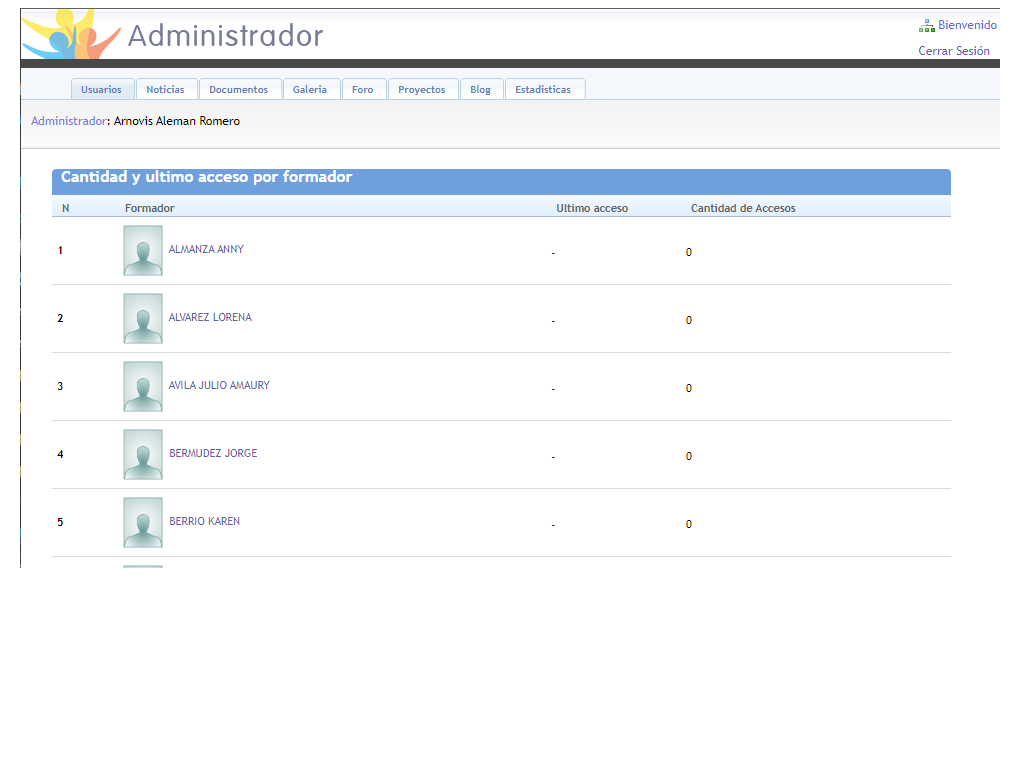 Administrador
Bienvenido
Cerrar Sesión
Usuarios Noticias Documentos Galeria Foro Proyectos Blog Estadisticas
Administrador: Arnovis Aleman Romero
Cantidad y ultimo acceso por formador
N Formador Ultimo acceso Cantidad de Accesos
1 ALMANZA ANNY - 0
2 ALVAREZ LORENA - 0
3 AVILA JULIO AMAURY - 0
4 BERMUDEZ JORGE - 0
5 BERRIO KAREN - 0